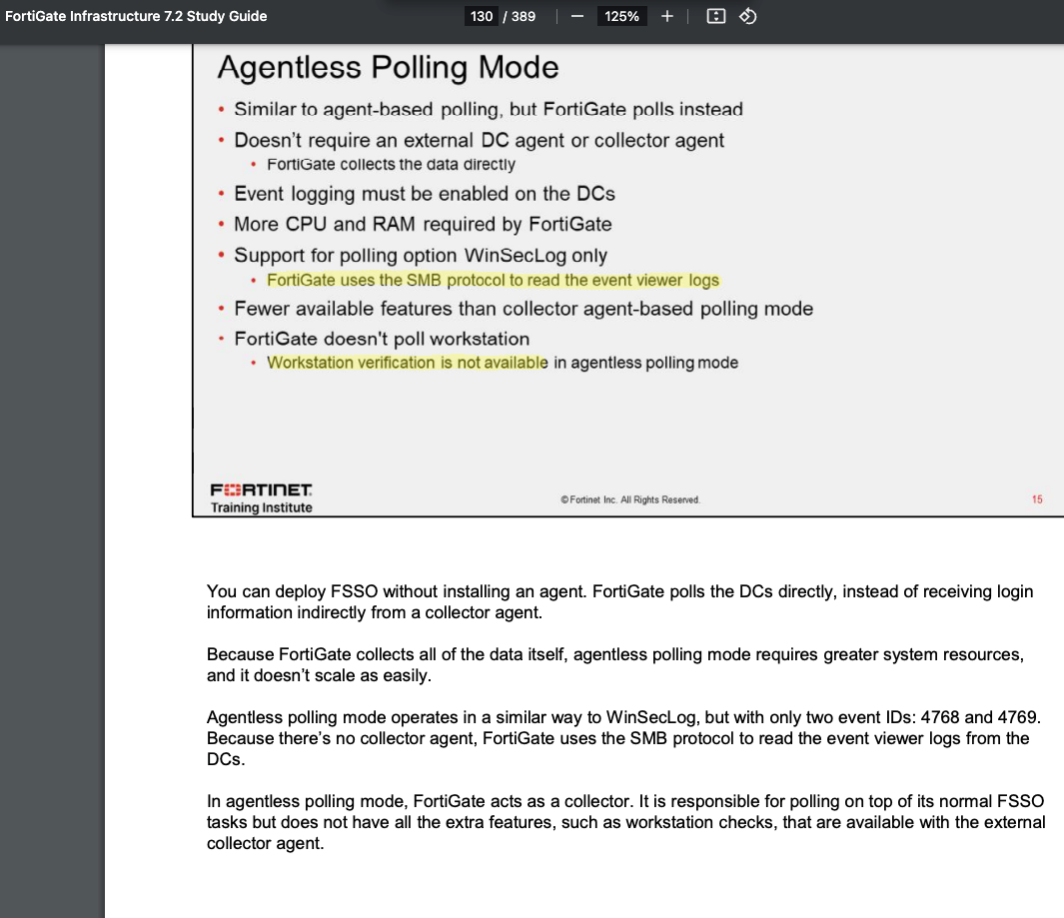 FortiGate Infrastructure 7.2 Study Guide
130 / 389
125%
Agentless Polling Mode
• Similar to agent-based polling, but FortiGate polls instead
• Doesn't require an external DC agent or collector agent
• FortiGate collects the data directly
• Event logging must be enabled on the DCs
• More CPU and RAM required by FortiGate
• Support for polling option WinSecLog only
• FortiGate uses the SMB protocol to read the event viewer logs
• Fewer available features than collector agent-based polling mode
• FortiGate doesn't poll workstation
• Workstation verification is not available in agentless polling mode
FORTINET
Training Institute
© Fortinet Inc. All Rights Reserved.
15
You can deploy FSSO without installing an agent. FortiGate polls the DCs directly, instead of receiving login
information indirectly from a collector agent.
Because FortiGate collects all of the data itself, agentless polling mode requires greater system resources,
and it doesn't scale as easily.
Agentless polling mode operates in a similar way to WinSecLog, but with only two event IDs: 4768 and 4769.
Because there's no collector agent, FortiGate uses the SMB protocol to read the event viewer logs from the
DCs.
In agentless polling mode, FortiGate acts as a collector. It is responsible for polling on top of its normal FSSO
tasks but does not have all the extra features, such as workstation checks, that are available with the external
collector agent.